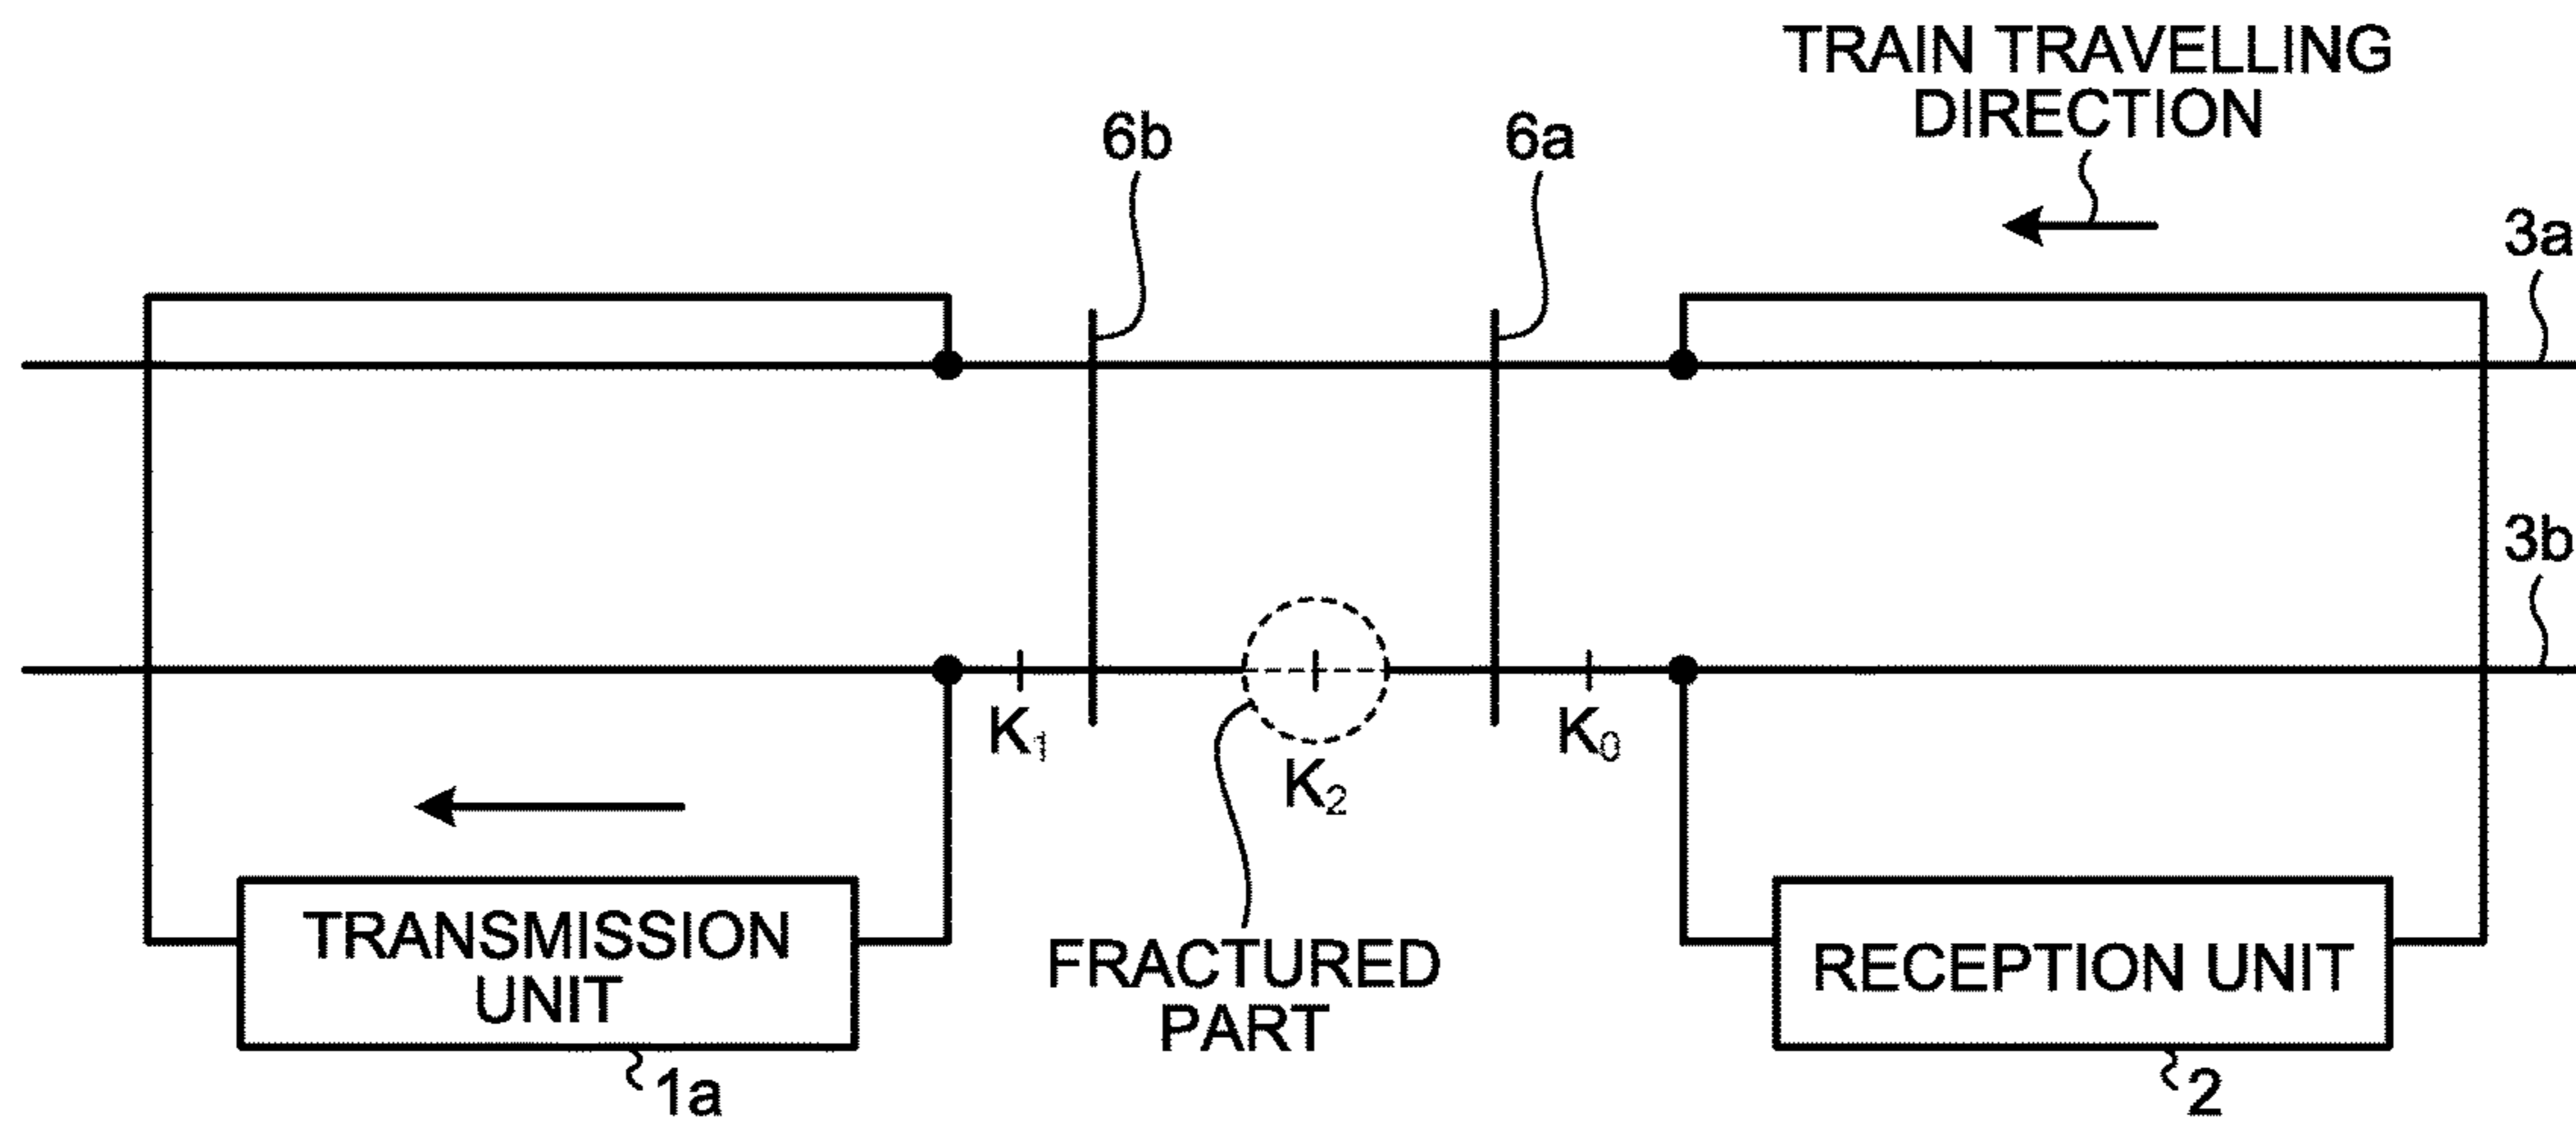 TRAIN TRAVELLING
DIRECTION
6b
6a
3a
3b
K₁
K₀
K₂
TRANSMISSION
UNIT
FRACTURED
PART
RECEPTION UNIT
1a
2